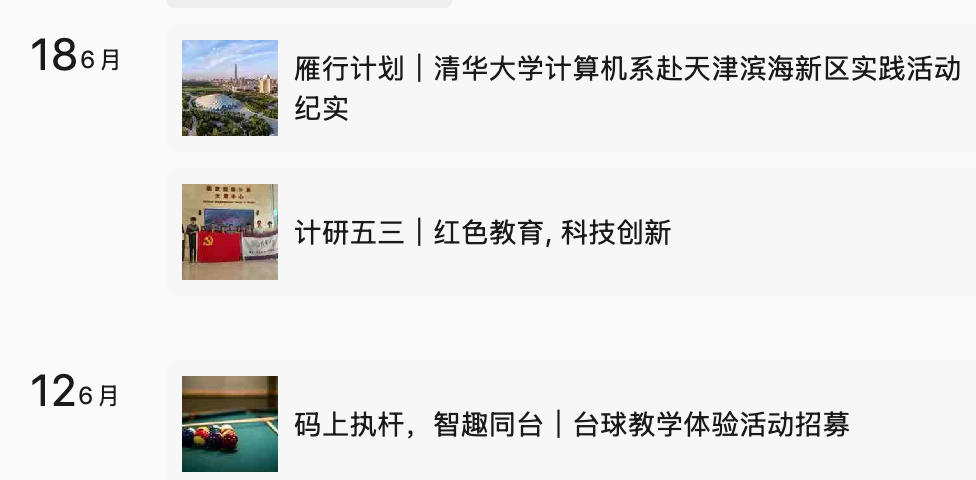 18 6月
雁行计划｜清华大学计算机系赴天津滨海新区实践活动
纪实
计研五三｜红色教育, 科技创新
12 6月
码上执杆，智趣同台｜台球教学体验活动招募